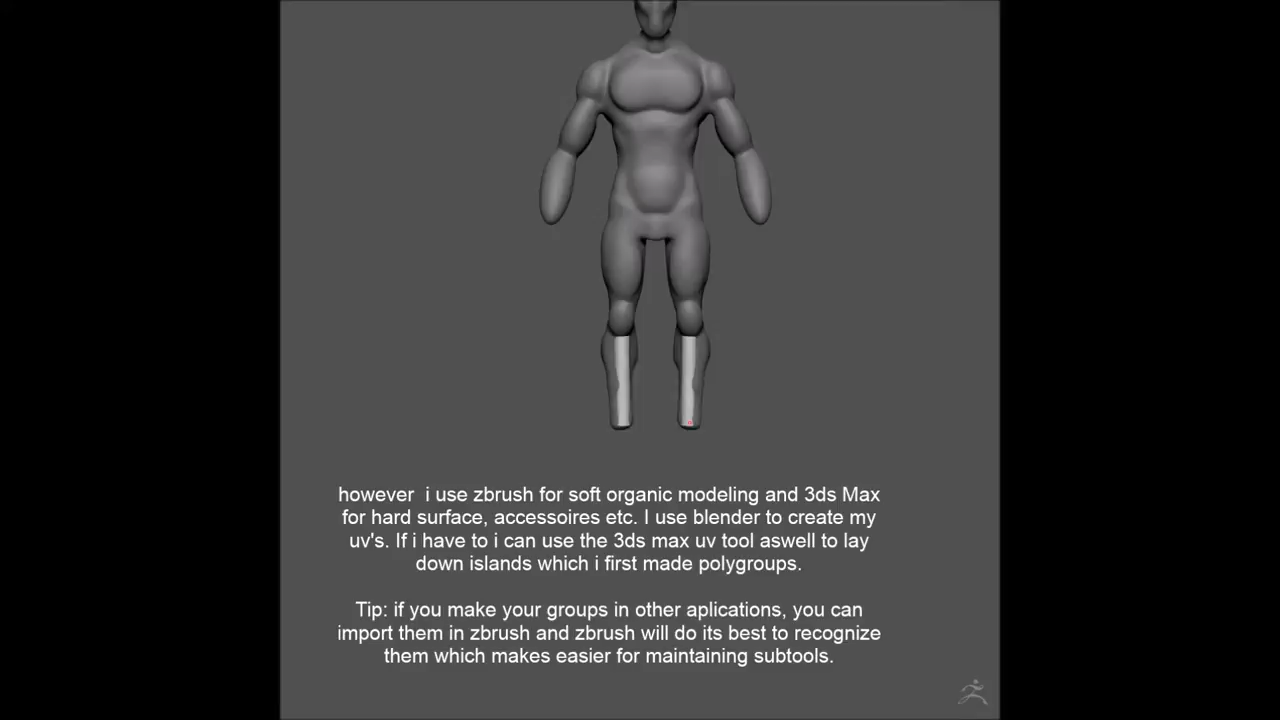 however  i use zbrush for soft organic modeling and 3ds Max
for hard surface, accessoires etc. I use blender to create my
uv's. If i have to i can use the 3ds max uv tool aswell to lay
down islands which i first made polygroups.
Tip: if you make your groups in other aplications, you can
import them in zbrush and zbrush will do its best to recognize
them which makes easier for maintaining subtools.